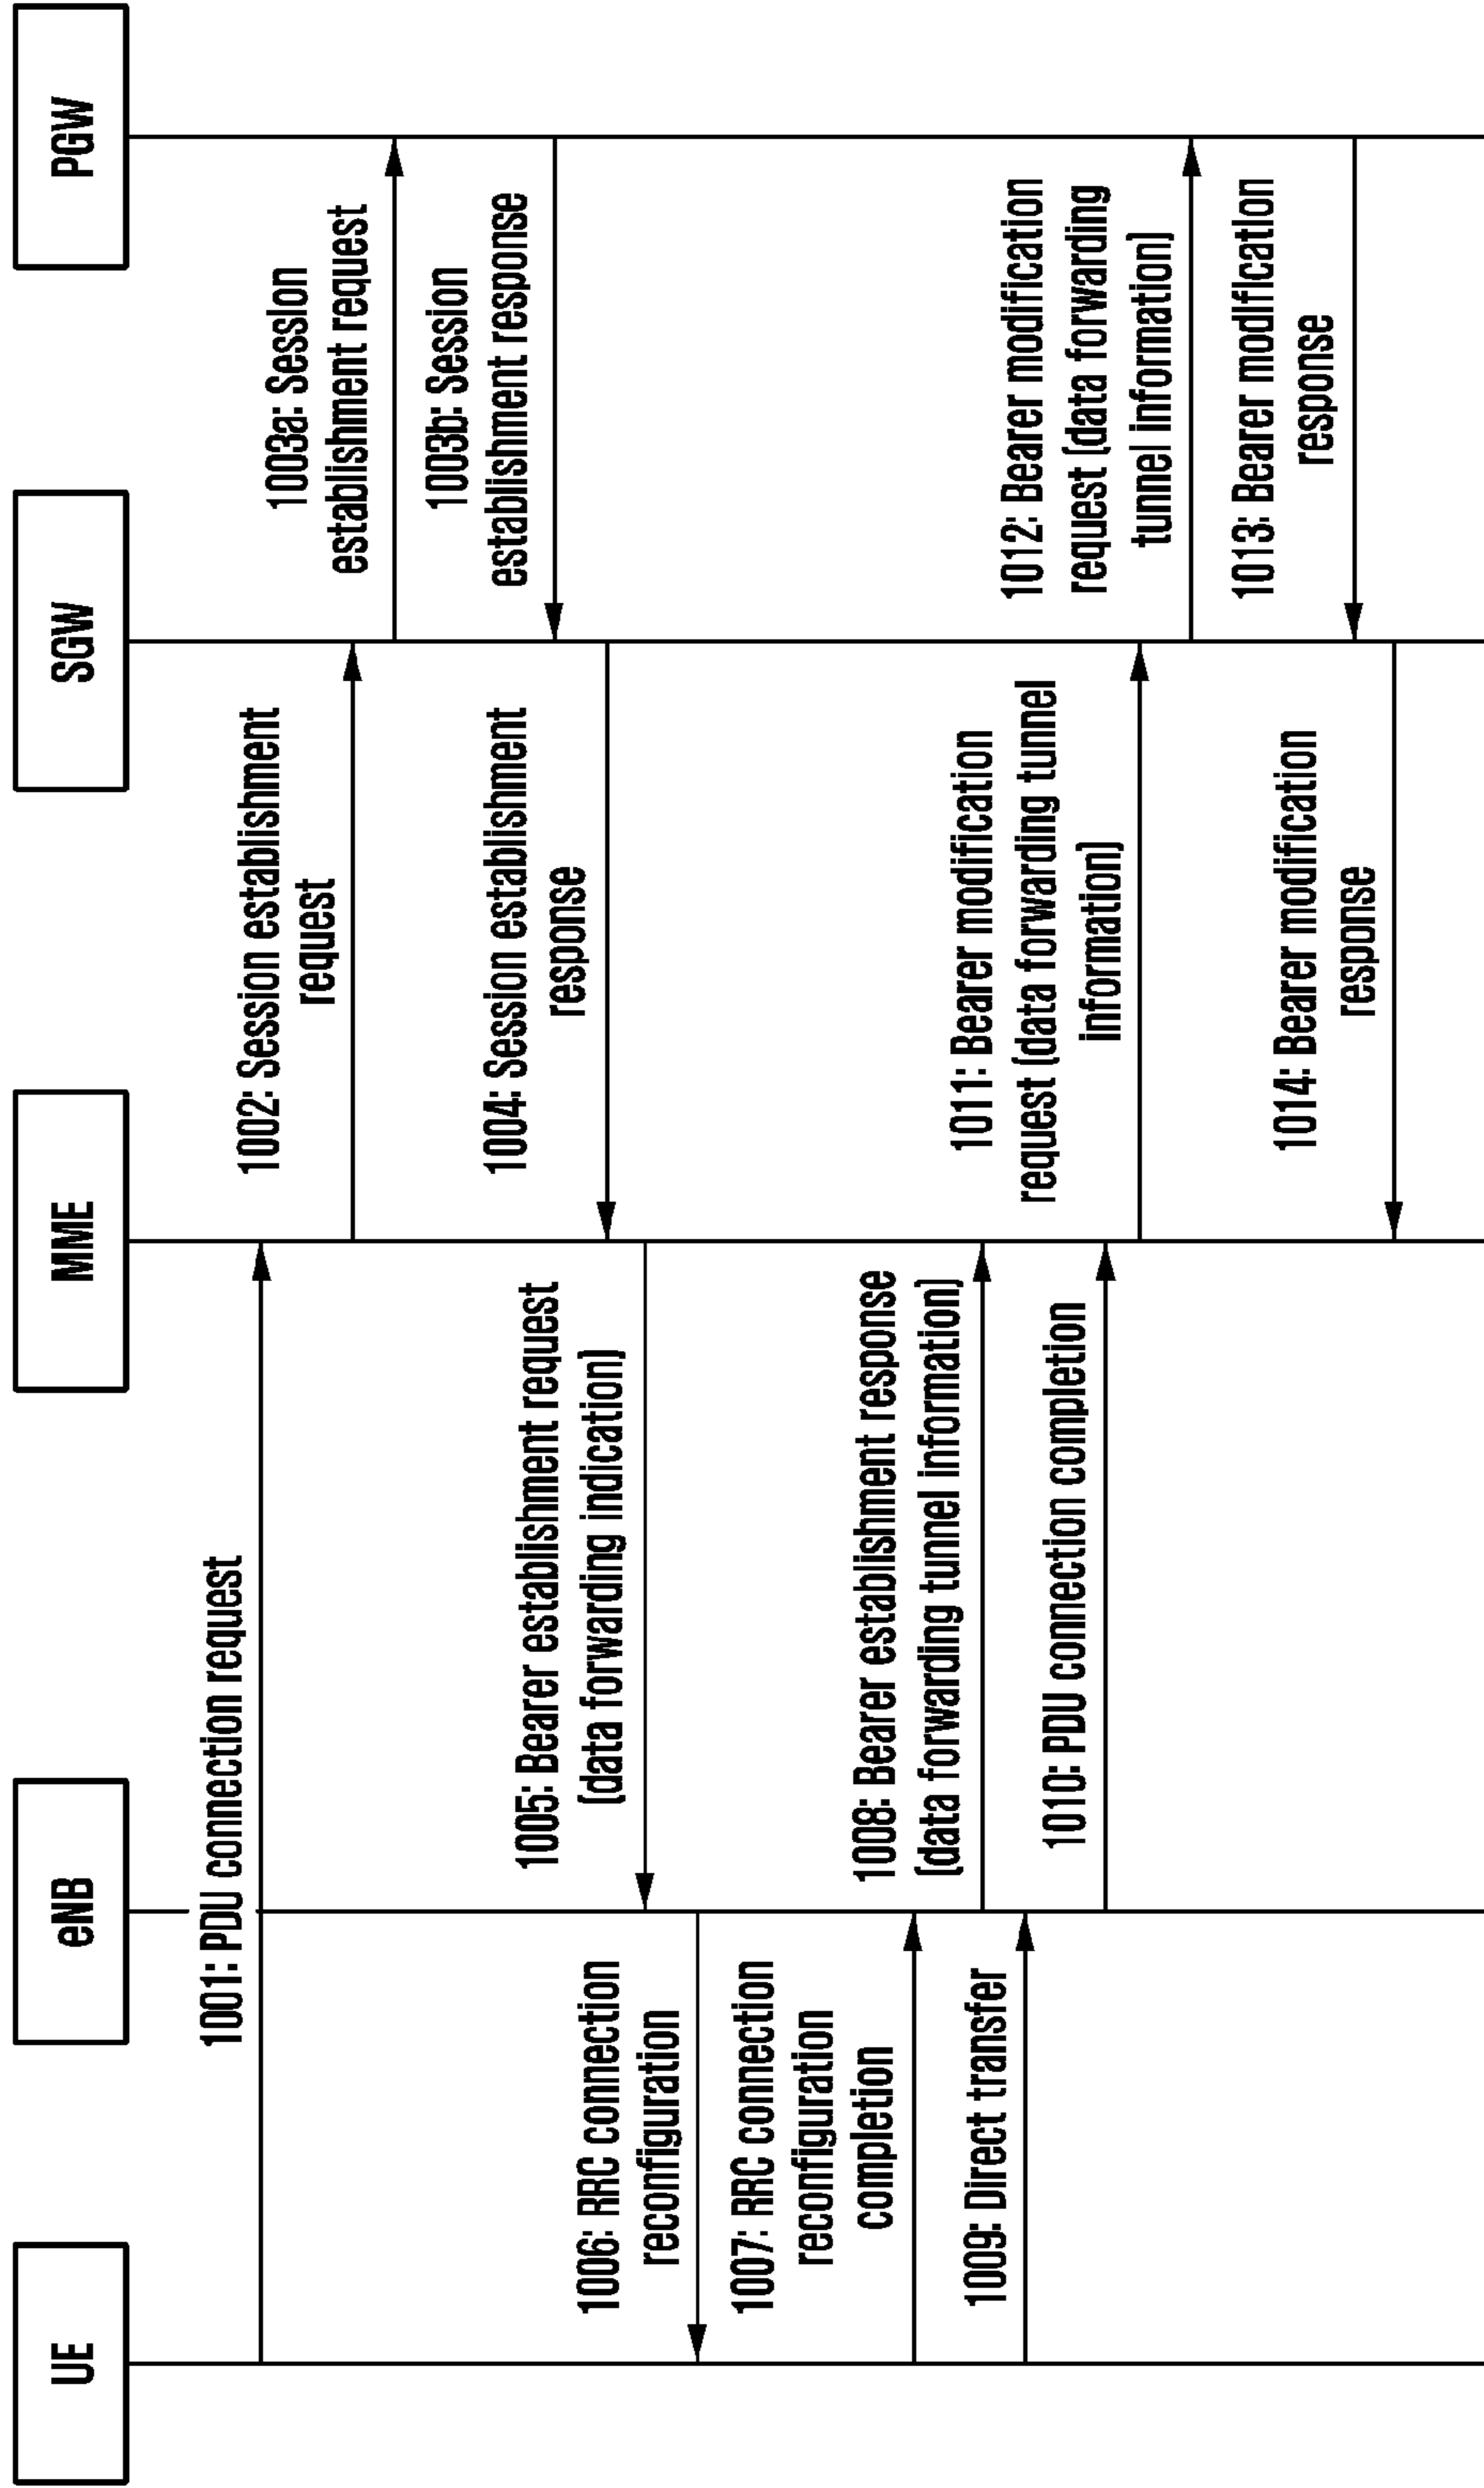 UE
eNB
MME
SGW
PGW
1001: PDU connection request
1002: Session establishment
request
1003a: Session
establishment request
1003b: Session
establishment response
1004: Session establishment
response
1005: Bearer establishment request
(data forwarding indication)
1006: RRC connection
reconfiguration
1007: RRC connection
reconfiguration
completion
1008: Bearer establishment response
(data forwarding tunnel information)
1009: Direct transfer
1010: PDU connection completion
1011: Bearer modification
request (data forwarding tunnel
information)
1012: Bearer modification
request (data forwarding
tunnel information)
1013: Bearer modification
response
1014: Bearer modification
response